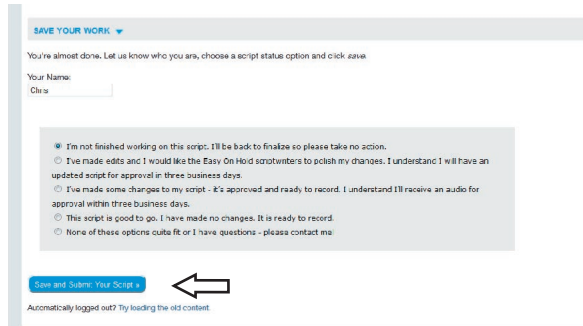 SAVE YOUR WORK
You're almost done. Let us know who you are, choose a script status option and click save.
Your Name:
Chris
I'm not finished working on this script. I'll be back to finalize so please take no action.
I've made edits and I would like the Easy On Hold scriptwriters to polish my changes. I understand I will have an
updated script for approval in three business days.
I've made some changes to my script - it's approved and ready to record. I understand I'll receive an audio for
approval within three business days.
This script is good to go. I have made no changes. It is ready to record.
None of these options quite fit or I have questions - please contact me
Save and Submit Your Script »
Automatically logged out? Try loading the old content.